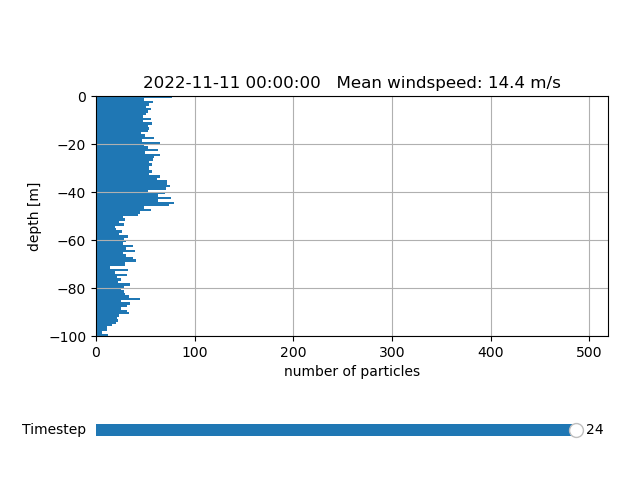 2022-11-11 00:00:00   Mean windspeed: 14.4 m/s
0
−20
−40
−60
−80
−100
depth [m]
0 100 200 300 400 500
number of particles
Timestep 24